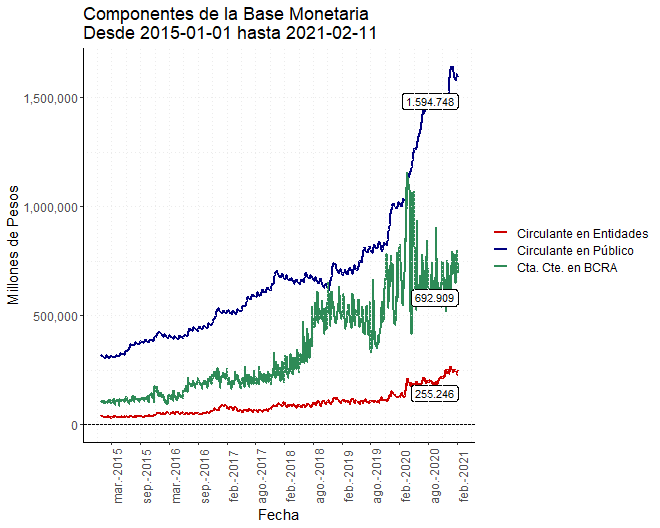 Componentes de la Base Monetaria
Desde 2015-01-01 hasta 2021-02-11
Millones de Pesos
1,500,000
1,000,000
500,000
0
1.594.748
692.909
255.246
Circulante en Entidades
Circulante en Público
Cta. Cte. en BCRA
mar.-2015
sep.-2015
mar.-2016
sep.-2016
feb.-2017
ago.-2017
feb.-2018
ago.-2018
feb.-2019
ago.-2019
feb.-2020
ago.-2020
feb.-2021
Fecha